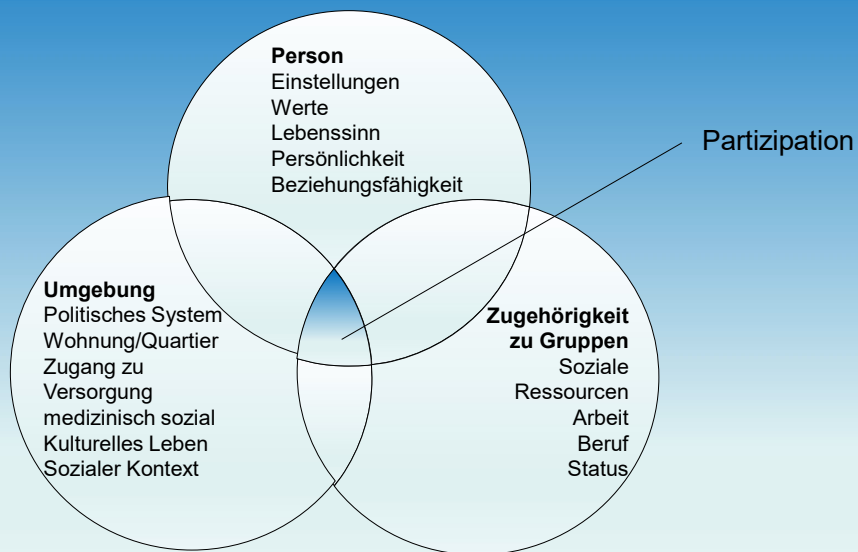 Person
Einstellungen
Werte
Lebenssinn
Persönlichkeit
Beziehungsfähigkeit
Partizipation
Umgebung
Politisches System
Wohnung/Quartier
Zugang zu
Versorgung
medizinisch sozial
Kulturelles Leben
Sozialer Kontext
Zugehörigkeit
zu Gruppen
Soziale
Ressourcen
Arbeit
Beruf
Status